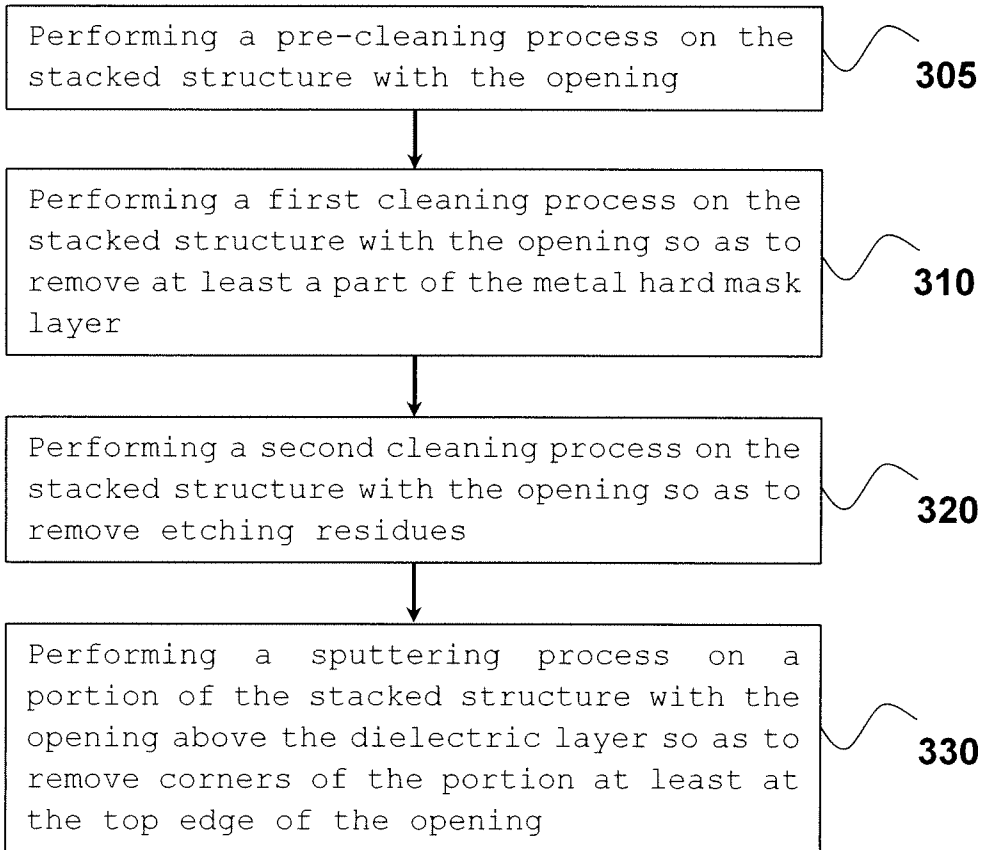 Performing a pre-cleaning process on the
stacked structure with the opening
305
Performing a first cleaning process on the
stacked structure with the opening so as to
remove at least a part of the metal hard mask
layer
310
Performing a second cleaning process on the
stacked structure with the opening so as to
remove etching residues
320
Performing a sputtering process on a
portion of the stacked structure with the
opening above the dielectric layer so as to
remove corners of the portion at least at
the top edge of the opening
330